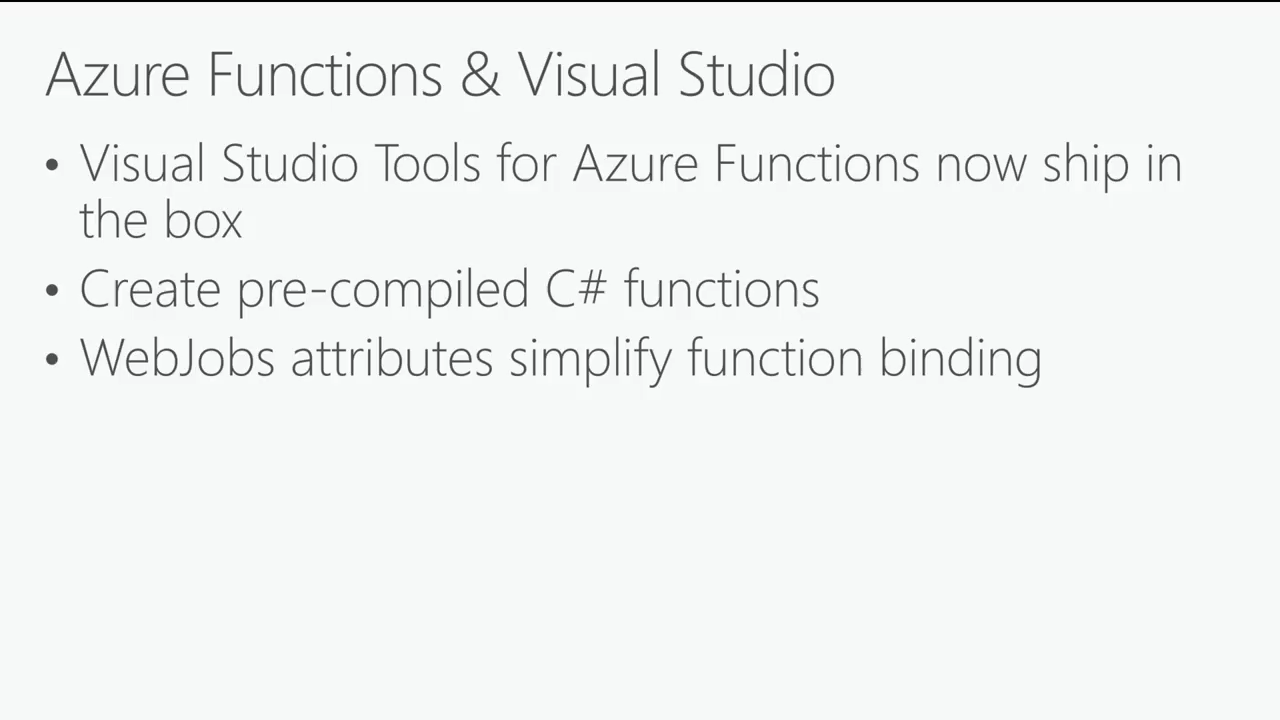 Azure Functions & Visual Studio
• Visual Studio Tools for Azure Functions now ship in
the box
• Create pre-compiled C# functions
• WebJobs attributes simplify function binding